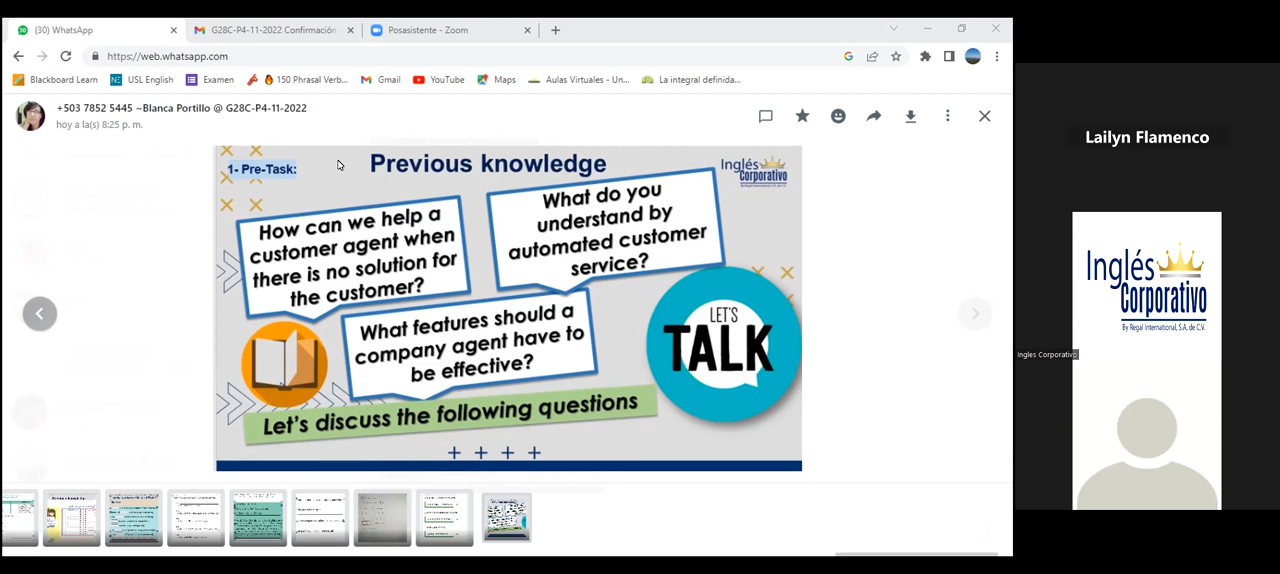 (30) WhatsApp
G28C-P4-11-2022 Confirmación
Posasistente - Zoom
https://web.whatsapp.com
Blackboard Learn
USL English
Examen
150 Phrasal Verb...
Gmail
YouTube
Maps
Aulas Virtuales - Un...
La integral definida...
+503 7852 5445 ~Blanca Portillo @ G28C-P4-11-2022
hoy a la(s) 8:25 p. m.
1- Pre-Task:
Previous knowledge
Inglés
Corporativo
By Regal International, S.A. de C.V.
How can we help a
customer agent when
there is no solution for
the customer?
What do you
understand by
automated customer
service?
What features should a
company agent have to
be effective?
LET'S
TALK
Let's discuss the following questions
Lailyn Flamenco
Inglés
Corporativo
By Regal International, S.A. de C.V.
Ingles Corporativo